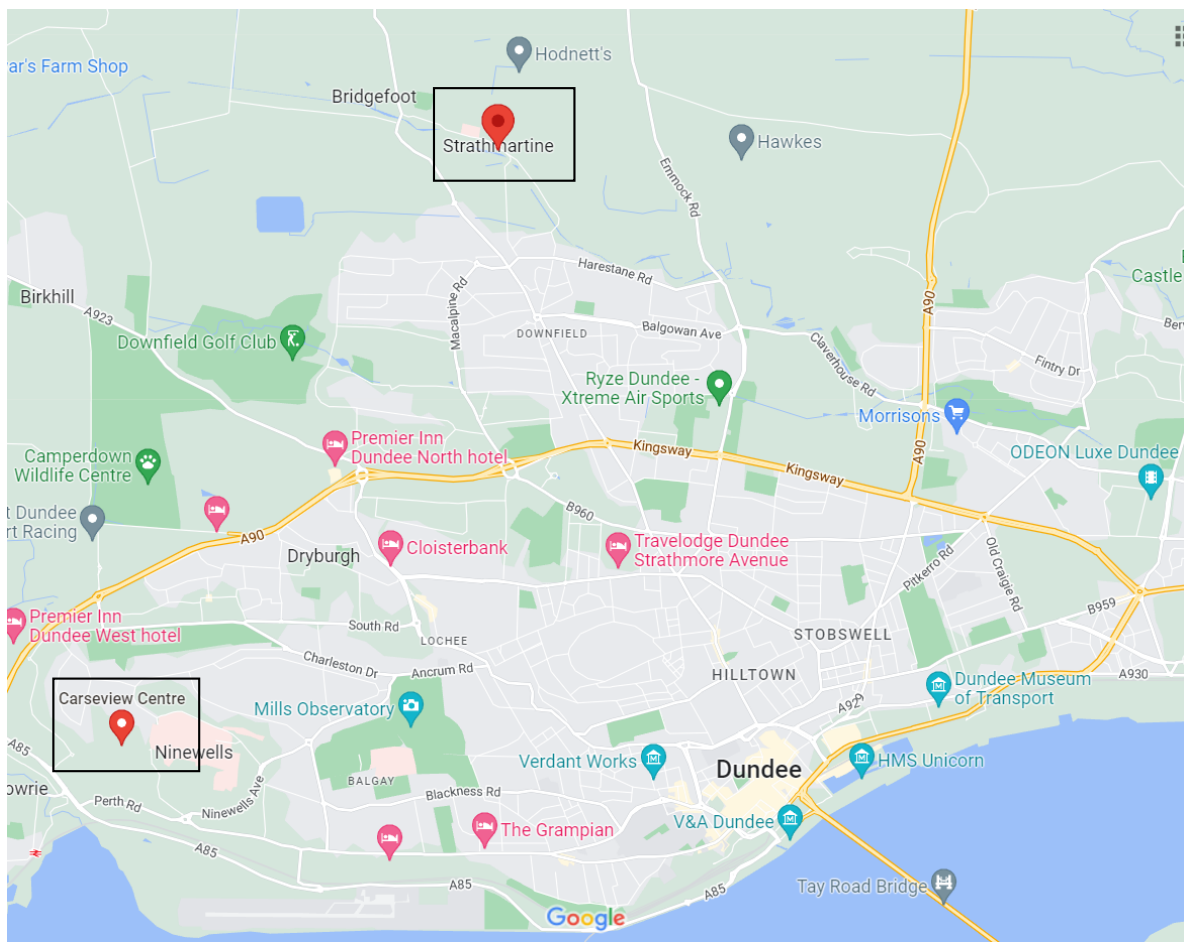 Hodnett's
ar's Farm Shop
Bridgefoot
Strathmartine
Hawkes
Emmock Rd
Harestane Rd
Castle
Birkhill
A923
Macalpine Rd
A90
Downfield Golf Club
DOWNFIELD
Balgowan Ave
Claverhouse Rd
Fintry Dr
Ryze Dundee -
Xtreme Air Sports
Morrisons
Premier Inn
Dundee North hotel
Kingsway
Kingsway
A90
ODEON Luxe Dundee
Camperdown
Wildlife Centre
t Dundee
rt Racing
B960
A90
Dryburgh
Cloisterbank
Travelodge Dundee
Strathmore Avenue
Pitkerro Rd
Old Craigie Rd
B959
Premier Inn
Dundee West hotel
South Rd
LOCHEE
STOBSWELL
Charleston Dr
Ancrum Rd
HILLTOWN
A930
Carseview Centre
Dundee Museum
of Transport
Mills Observatory
A929
Ninewells
A85
Verdant Works
Dundee
HMS Unicorn
BALGAY
owrie
Perth Rd
Ninewells Ave
Blackness Rd
V&A Dundee
The Grampian
A85
A85
A85
Tay Road Bridge
Google